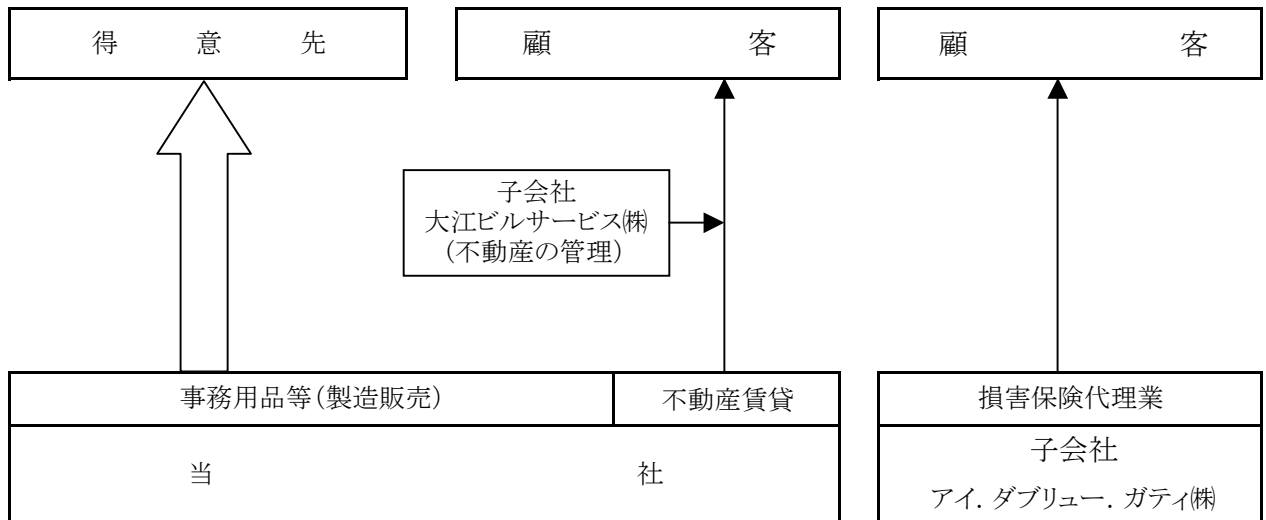 得　意　先
顧　客
顧　客
子会社
大江ビルサービス㈱
（不動産の管理）
事務用品等（製造販売）
不動産賃貸
損害保険代理業
当　社
子会社
アイ．ダブリュー．ガティ㈱